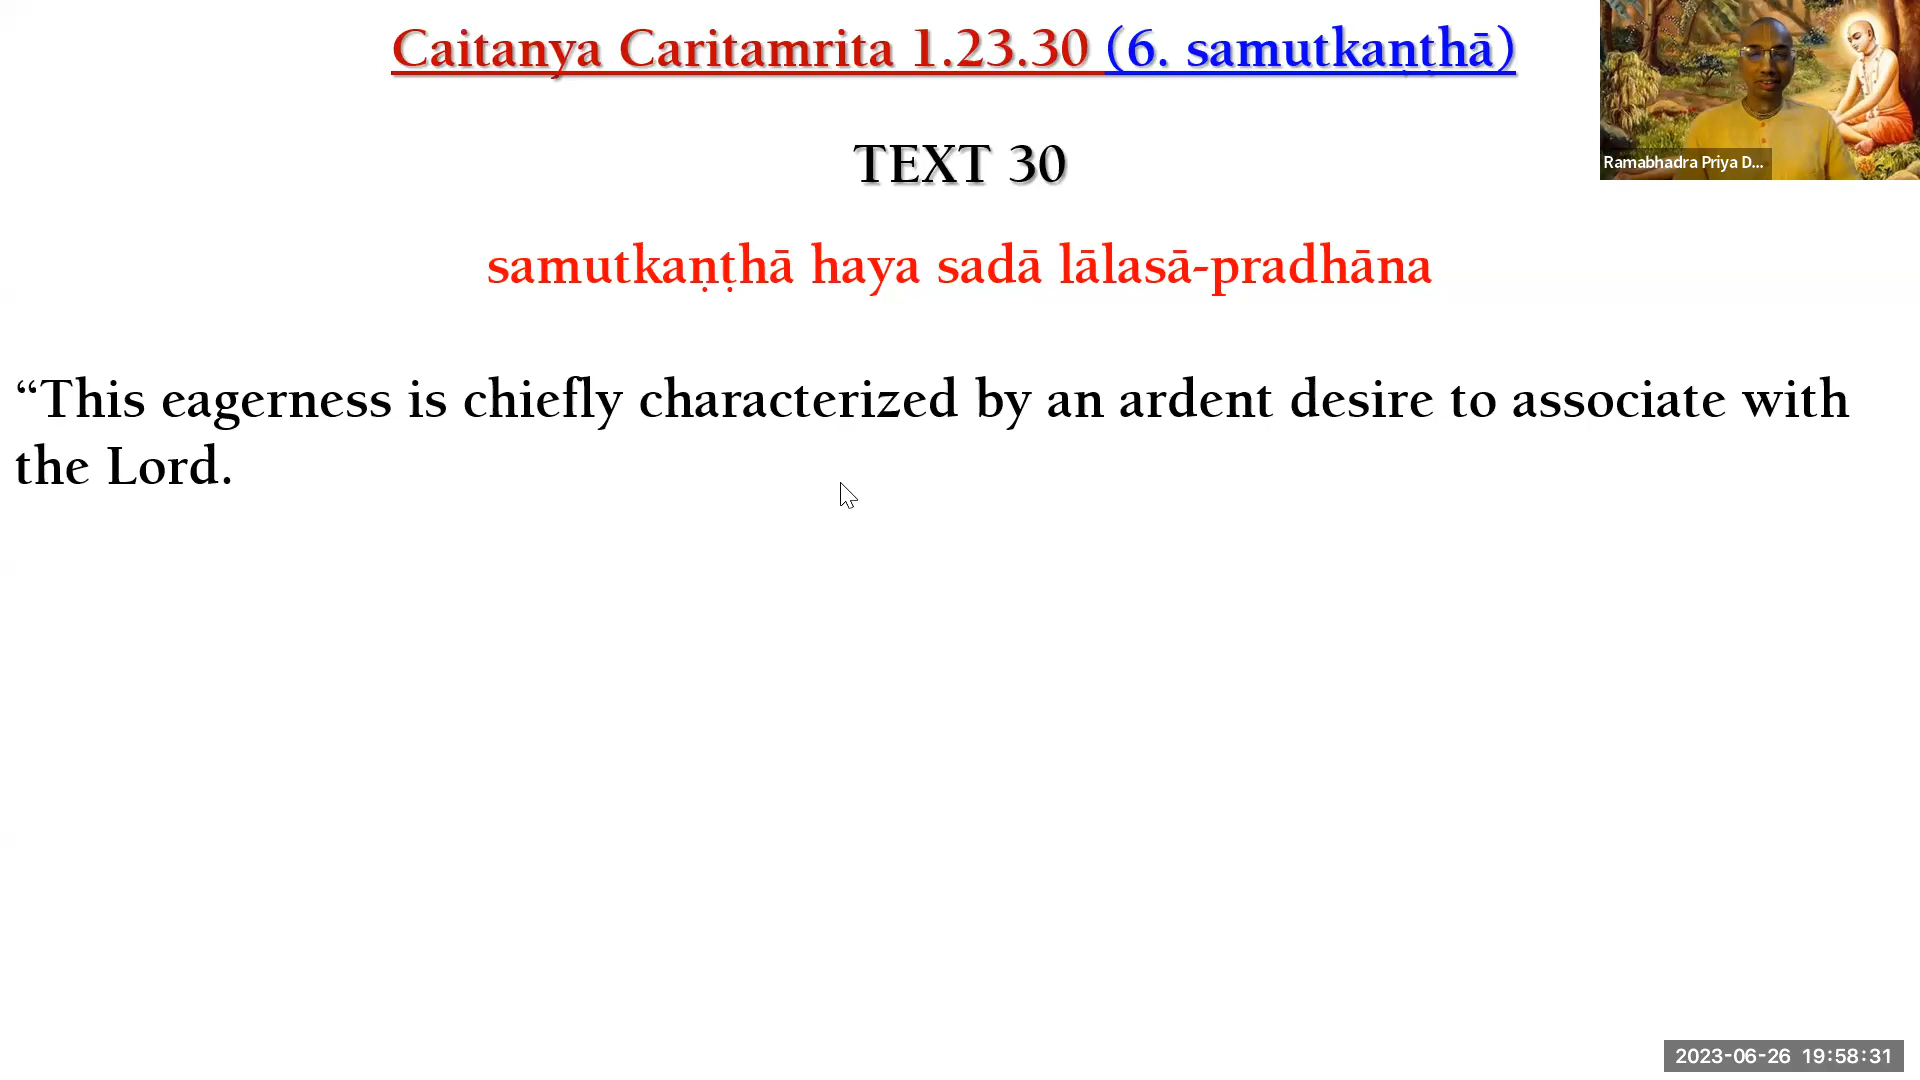 Caitanya Caritamrita 1.23.30 (6. samutkaṇṭhā)
Ramabhadra Priya D...
TEXT 30
samutkaṇṭhā haya sadā lālasā-pradhāna
“This eagerness is chiefly characterized by an ardent desire to associate with
the Lord.
2023-06-26 19:58:31